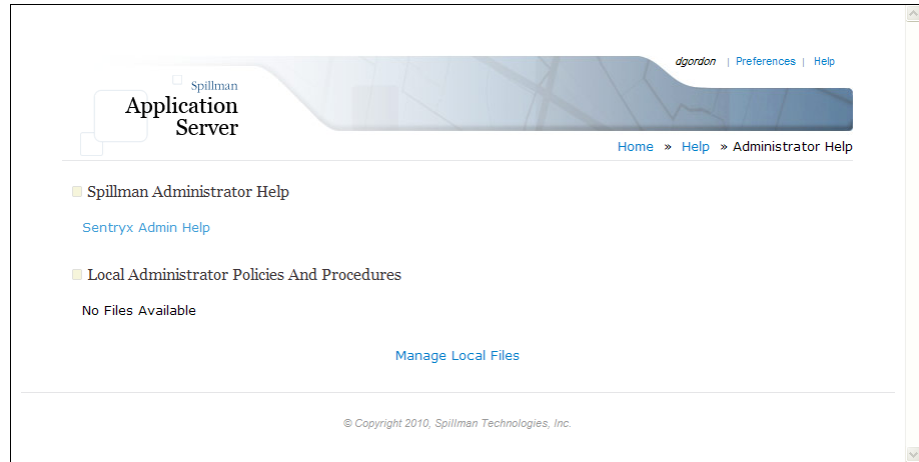 dgordon | Preferences | Help
Spillman
Application
Server
Home » Help » Administrator Help
Spillman Administrator Help
Sentryx Admin Help
Local Administrator Policies And Procedures
No Files Available
Manage Local Files
© Copyright 2010, Spillman Technologies, Inc.